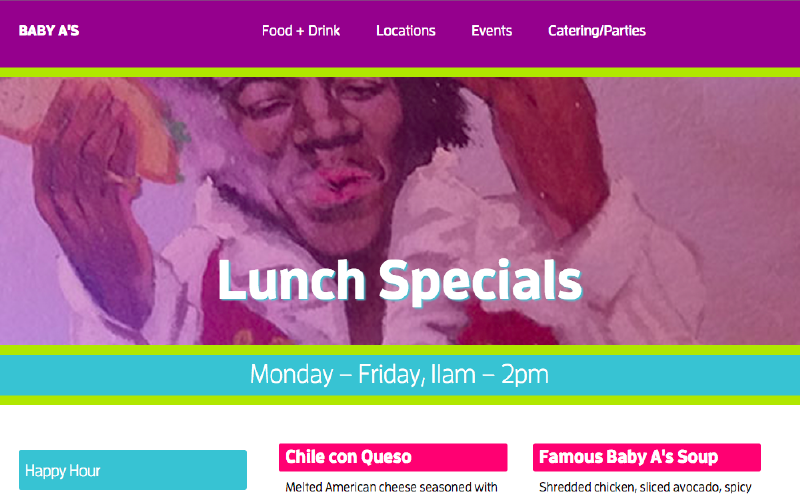 BABY A'S
Food + Drink
Locations
Events
Catering/Parties
Lunch Specials
Monday – Friday, 11am – 2pm
Happy Hour
Chile con Queso
Melted American cheese seasoned with
Famous Baby A's Soup
Shredded chicken, sliced avocado, spicy